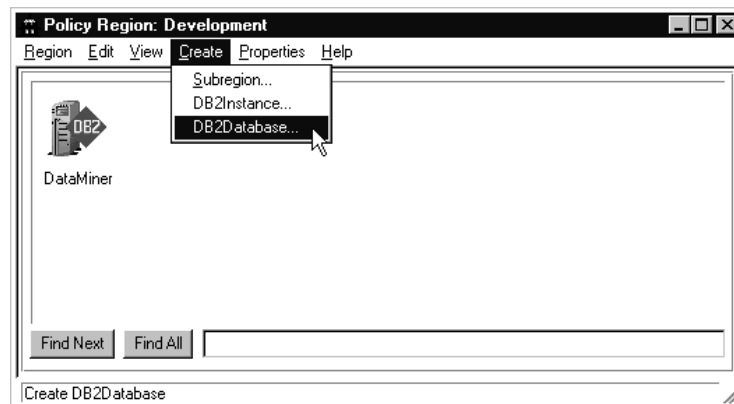 Policy Region: Development
Region Edit View Create Properties Help
Subregion...
DB2Instance...
DB2Database...
DB2
DataMiner
Find Next Find All
Create DB2Database